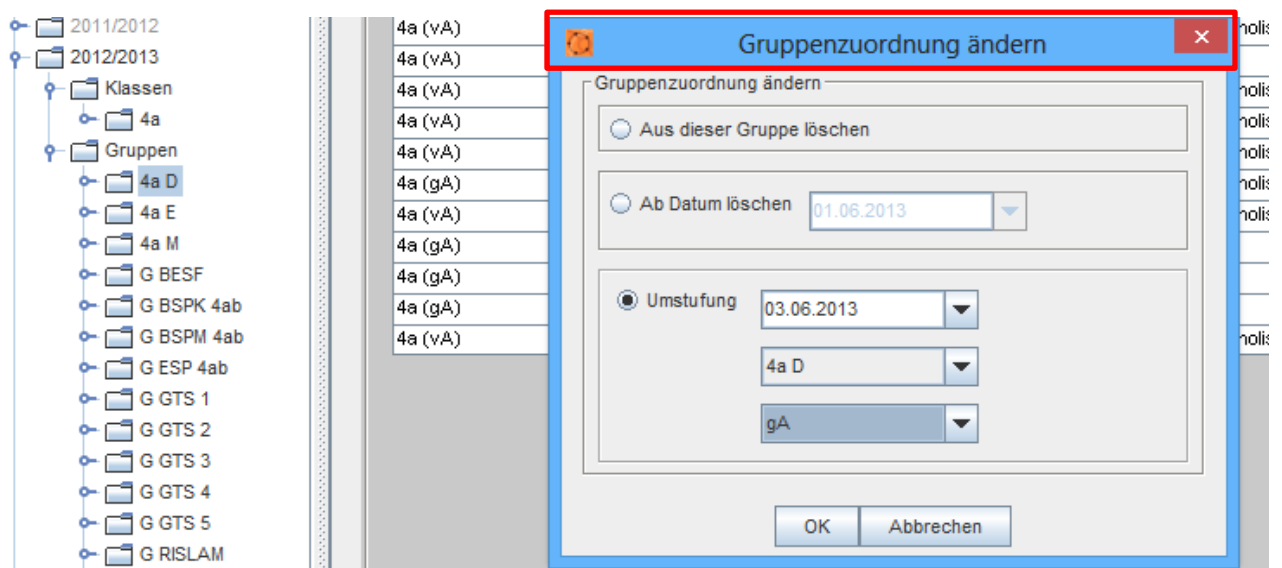 2011/2012
2012/2013
Klassen
4a
Gruppen
4a D
4a E
4a M
G BESF
G BSPK 4ab
G BSPM 4ab
G ESP 4ab
G GTS 1
G GTS 2
G GTS 3
G GTS 4
G GTS 5
G RISLAM
4a (vA)
4a (vA)
4a (vA)
4a (vA)
4a (vA)
4a (gA)
4a (vA)
4a (gA)
4a (gA)
4a (gA)
4a (vA)
Gruppenzuordnung ändern
Gruppenzuordnung ändern
Aus dieser Gruppe löschen
Ab Datum löschen 01.06.2013
Umstufung 03.06.2013
4a D
gA
OK Abbrechen